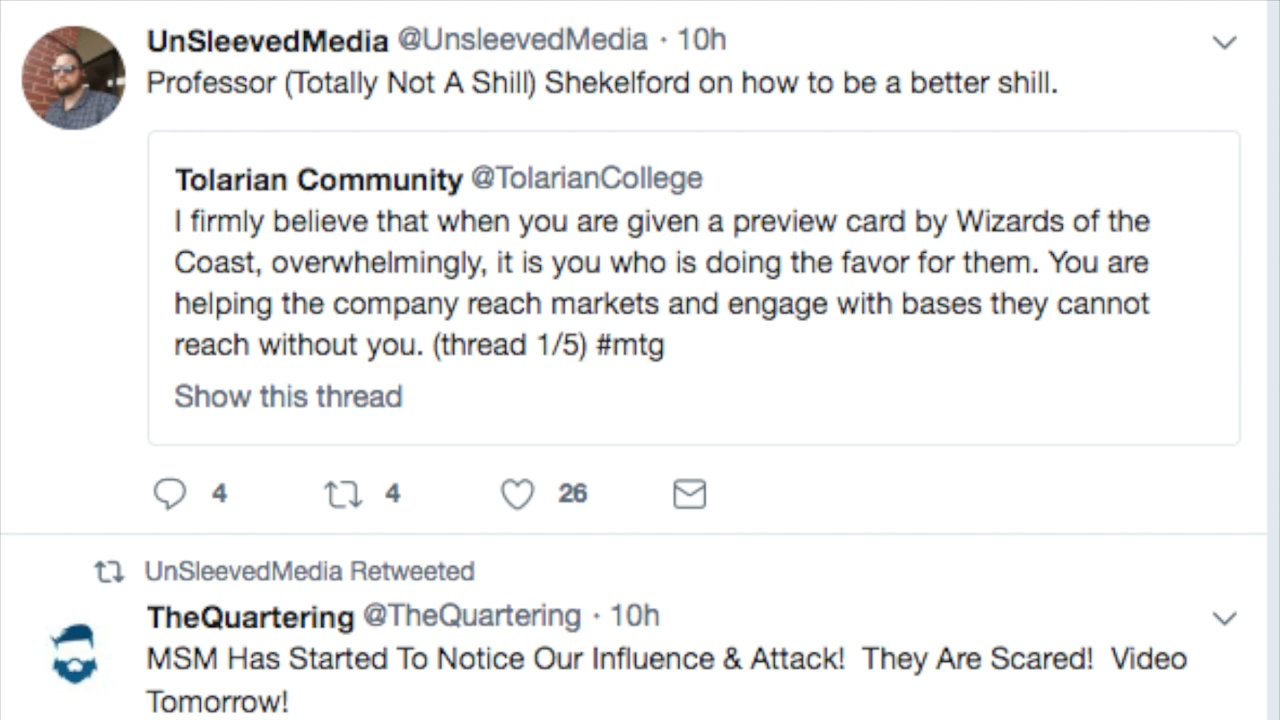 UnSleevedMedia @UnsleevedMedia · 10h
Professor (Totally Not A Shill) Shekelford on how to be a better shill.
Tolarian Community @TolarianCollege
I firmly believe that when you are given a preview card by Wizards of the
Coast, overwhelmingly, it is you who is doing the favor for them. You are
helping the company reach markets and engage with bases they cannot
reach without you. (thread 1/5) #mtg
Show this thread
4 4 26
UnSleevedMedia Retweeted
TheQuartering @TheQuartering · 10h
MSM Has Started To Notice Our Influence & Attack!  They Are Scared!  Video
Tomorrow!